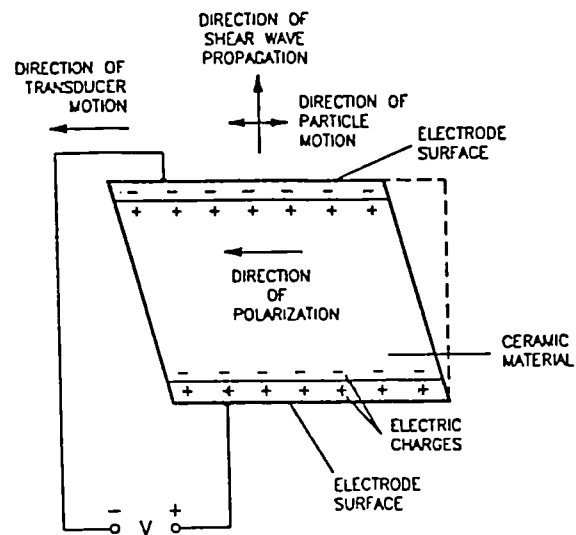 DIRECTION OF
SHEAR WAVE
PROPAGATION
DIRECTION OF
TRANSDUCER
MOTION
DIRECTION OF
PARTICLE
MOTION
ELECTRODE
SURFACE
- - - - - - -
+ + + + + + +
DIRECTION
OF
POLARIZATION
CERAMIC
MATERIAL
- - - - - - -
+ + + + + + +
ELECTRIC
CHARGES
ELECTRODE
SURFACE
- +
V